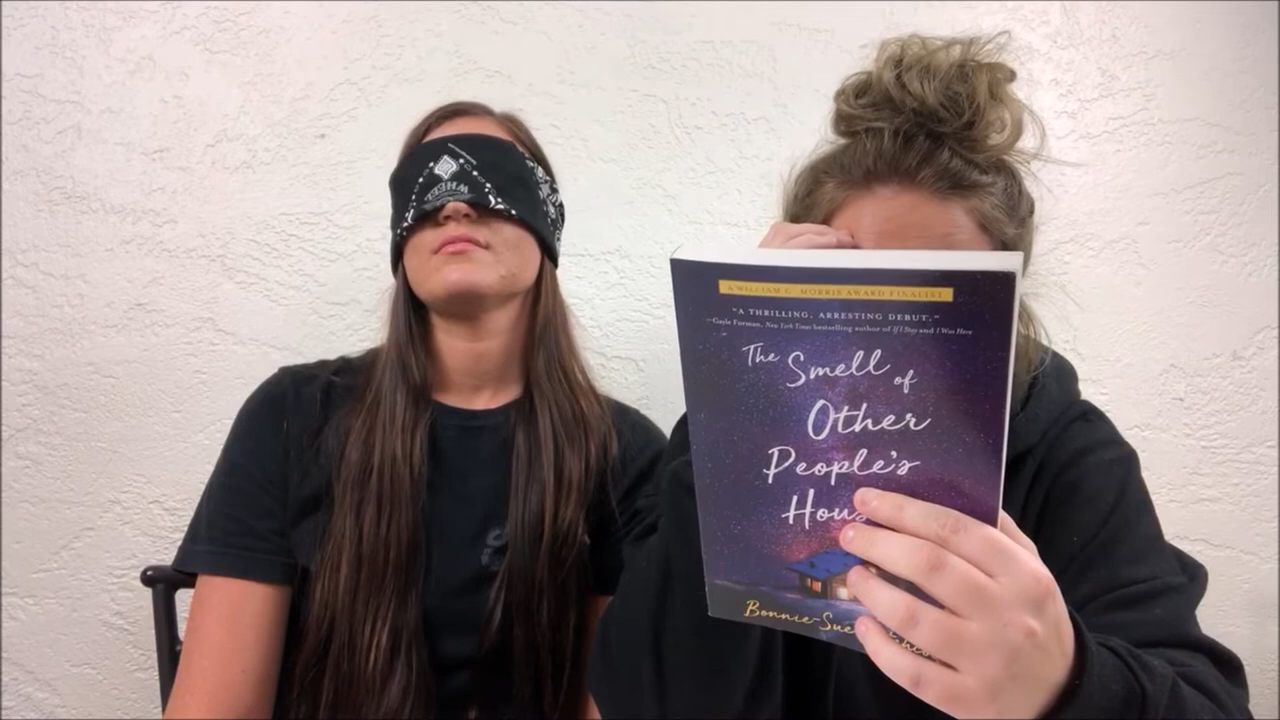 WHEEL
A WILLIAM C. MORRIS AWARD FINALIST
"A THRILLING, ARRESTING DEBUT."
—Gayle Forman, New York Times bestselling author of If I Stay and I Was Here
The
Smell
of
Other
People's
Hous
Bonnie-Sue